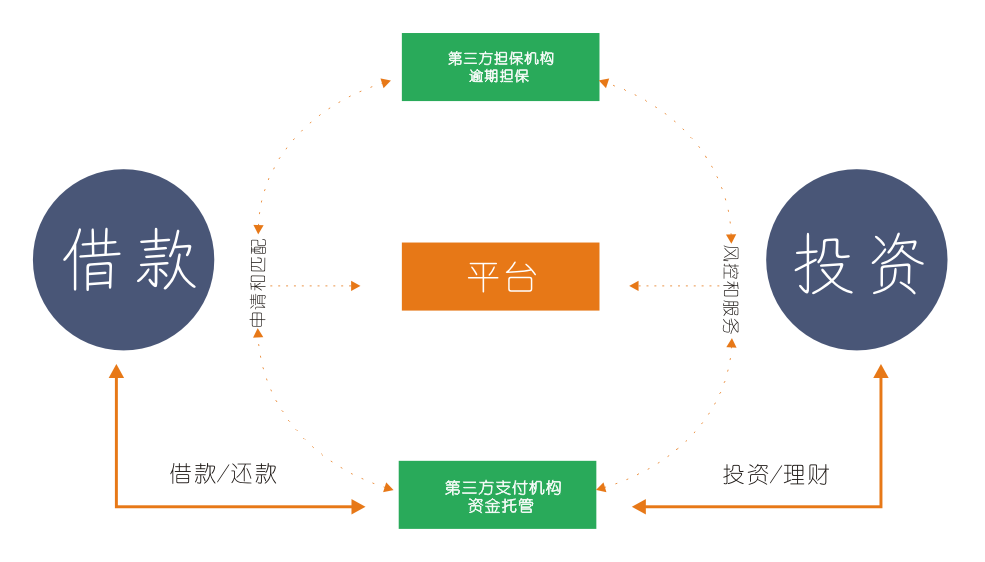 第三方担保机构
逾期担保
借款
申请和匹配
平台
风控和服务
投资
借款/还款
第三方支付机构
资金托管
投资/理财